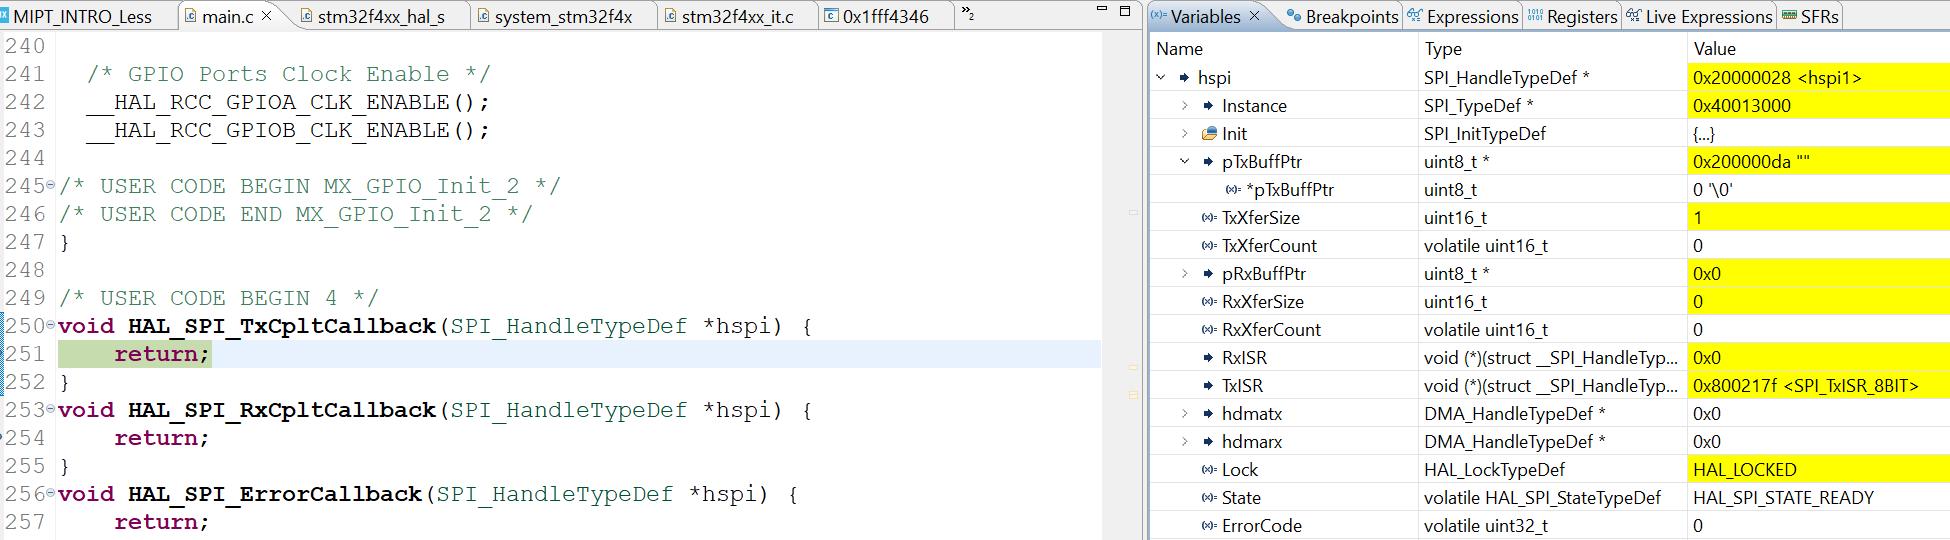 MIPT_INTRO_Less main.c stm32f4xx_hal_s system_stm32f4x stm32f4xx_it.c 0x1fff4346 »2
240
241 /* GPIO Ports Clock Enable */
242 __HAL_RCC_GPIOA_CLK_ENABLE();
243 __HAL_RCC_GPIOB_CLK_ENABLE();
244
245 /* USER CODE BEGIN MX_GPIO_Init_2 */
246 /* USER CODE END MX_GPIO_Init_2 */
247 }
248
249 /* USER CODE BEGIN 4 */
250 void HAL_SPI_TxCpltCallback(SPI_HandleTypeDef *hspi) {
251 return;
252 }
253 void HAL_SPI_RxCpltCallback(SPI_HandleTypeDef *hspi) {
254 return;
255 }
256 void HAL_SPI_ErrorCallback(SPI_HandleTypeDef *hspi) {
257 return;
Variables Breakpoints Expressions Registers Live Expressions SFRs
Name Type Value
hspi SPI_HandleTypeDef * 0x20000028 <hspi1>
Instance SPI_TypeDef * 0x40013000
Init SPI_InitTypeDef {...}
pTxBuffPtr uint8_t * 0x200000da ""
*pTxBuffPtr uint8_t 0 '\0'
TxXferSize uint16_t 1
TxXferCount volatile uint16_t 0
pRxBuffPtr uint8_t * 0x0
RxXferSize uint16_t 0
RxXferCount volatile uint16_t 0
RxISR void (*)(struct __SPI_HandleTyp... 0x0
TxISR void (*)(struct __SPI_HandleTyp... 0x800217f <SPI_TxISR_8BIT>
hdmatx DMA_HandleTypeDef * 0x0
hdmarx DMA_HandleTypeDef * 0x0
Lock HAL_LockTypeDef HAL_LOCKED
State volatile HAL_SPI_StateTypeDef HAL_SPI_STATE_READY
ErrorCode volatile uint32_t 0